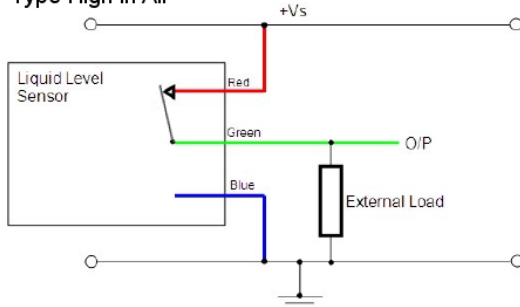 Type High in Air
+Vs
Liquid Level
Sensor
Red
Green
O/P
Blue
External Load